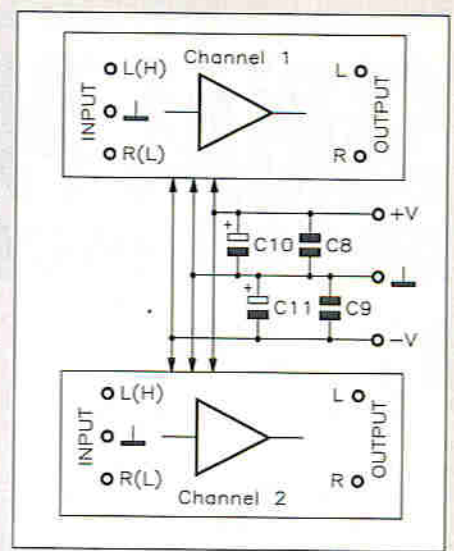 Channel 1
INPUT
L(H)
R(L)
L
R
OUTPUT
+V
+
C10
C8
+
C11
C9
−V
INPUT
L(H)
R(L)
L
R
OUTPUT
Channel 2